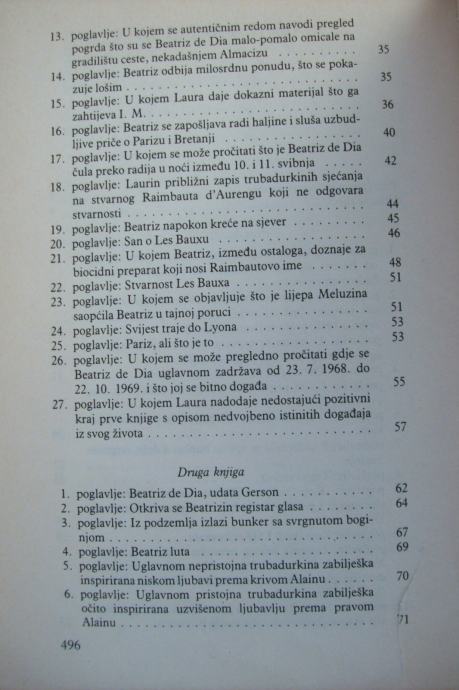 13. poglavlje: U kojem se autentičnim redom navodi pregled
pogrda što su se Beatriz de Dia malo-pomalo omicale na
gradilištu ceste, nekadašnjem Almacizu . . . . . . . . . . 35
14. poglavlje: Beatriz odbija milosrdnu ponudu, što se poka-
zuje lošim . . . . . . . . . . . . . . . . . . . . . . . . . . . . 35
15. poglavlje: U kojem Laura daje dokazni materijal što ga
zahtijeva I. M. . . . . . . . . . . . . . . . . . . . . . . . . . 36
16. poglavlje: Beatriz se zapošljava radi haljine i sluša uzbud-
ljive priče o Parizu i Bretanji . . . . . . . . . . . . . . . 40
17. poglavlje: U kojem se može pročitati što je Beatriz de Dia
čula preko radija u noći između 10. i 11. svibnja . . . . . 42
18. poglavlje: Laurin približni zapis trubadurkinih sjećanja
na stvarnog Raimbauta d'Aurengu koji ne odgovara
stvarnosti . . . . . . . . . . . . . . . . . . . . . . . . . . . . 44
19. poglavlje: Beatriz napokon kreće na sjever . . . . . . . . 45
20. poglavlje: San o Les Bauxu . . . . . . . . . . . . . . . . . 46
21. poglavlje: U kojem Beatriz, između ostaloga, doznaje za
biocidni preparat koji nosi Raimbautovo ime . . . . . . . 48
22. poglavlje: Stvarnost Les Bauxa . . . . . . . . . . . . . . . 51
23. poglavlje: U kojem se objavljuje što je lijepa Meluzina
saopćila Beatriz u tajnoj poruci . . . . . . . . . . . . . . 51
24. poglavlje: Svijest traje do Lyona . . . . . . . . . . . . . . 53
25. poglavlje: Pariz, ali što je to . . . . . . . . . . . . . . . . 53
26. poglavlje: U kojem se može pregledno pročitati gdje se
Beatriz de Dia uglavnom zadržava od 23. 7. 1968. do
22. 10. 1969. i što joj se bitno događa . . . . . . . . . . . 55
27. poglavlje: U kojem Laura nadodaje nedostajući pozitivni
kraj prve knjige s opisom nedvojbeno istinitih događaja
iz svog života . . . . . . . . . . . . . . . . . . . . . . . . . 57
Druga knjiga
1. poglavlje: Beatriz de Dia, udata Gerson . . . . . . . . . . 62
2. poglavlje: Otkriva se Beatrizin registar glasa . . . . . . . 64
3. poglavlje: Iz podzemlja izlazi bunker sa svrgnutom bogi-
njom . . . . . . . . . . . . . . . . . . . . . . . . . . . . . . . 67
4. poglavlje: Beatriz luta . . . . . . . . . . . . . . . . . . . . 69
5. poglavlje: Uglavnom nepristojna trubadurkina zabilješka
inspirirana niskom ljubavi prema krivom Alainu . . . . . . 70
6. poglavlje: Uglavnom pristojna trubadurkina zabilješka
očito inspirirana uzvišenom ljubavlju prema pravom
Alainu . . . . . . . . . . . . . . . . . . . . . . . . . . . . . . 71
496